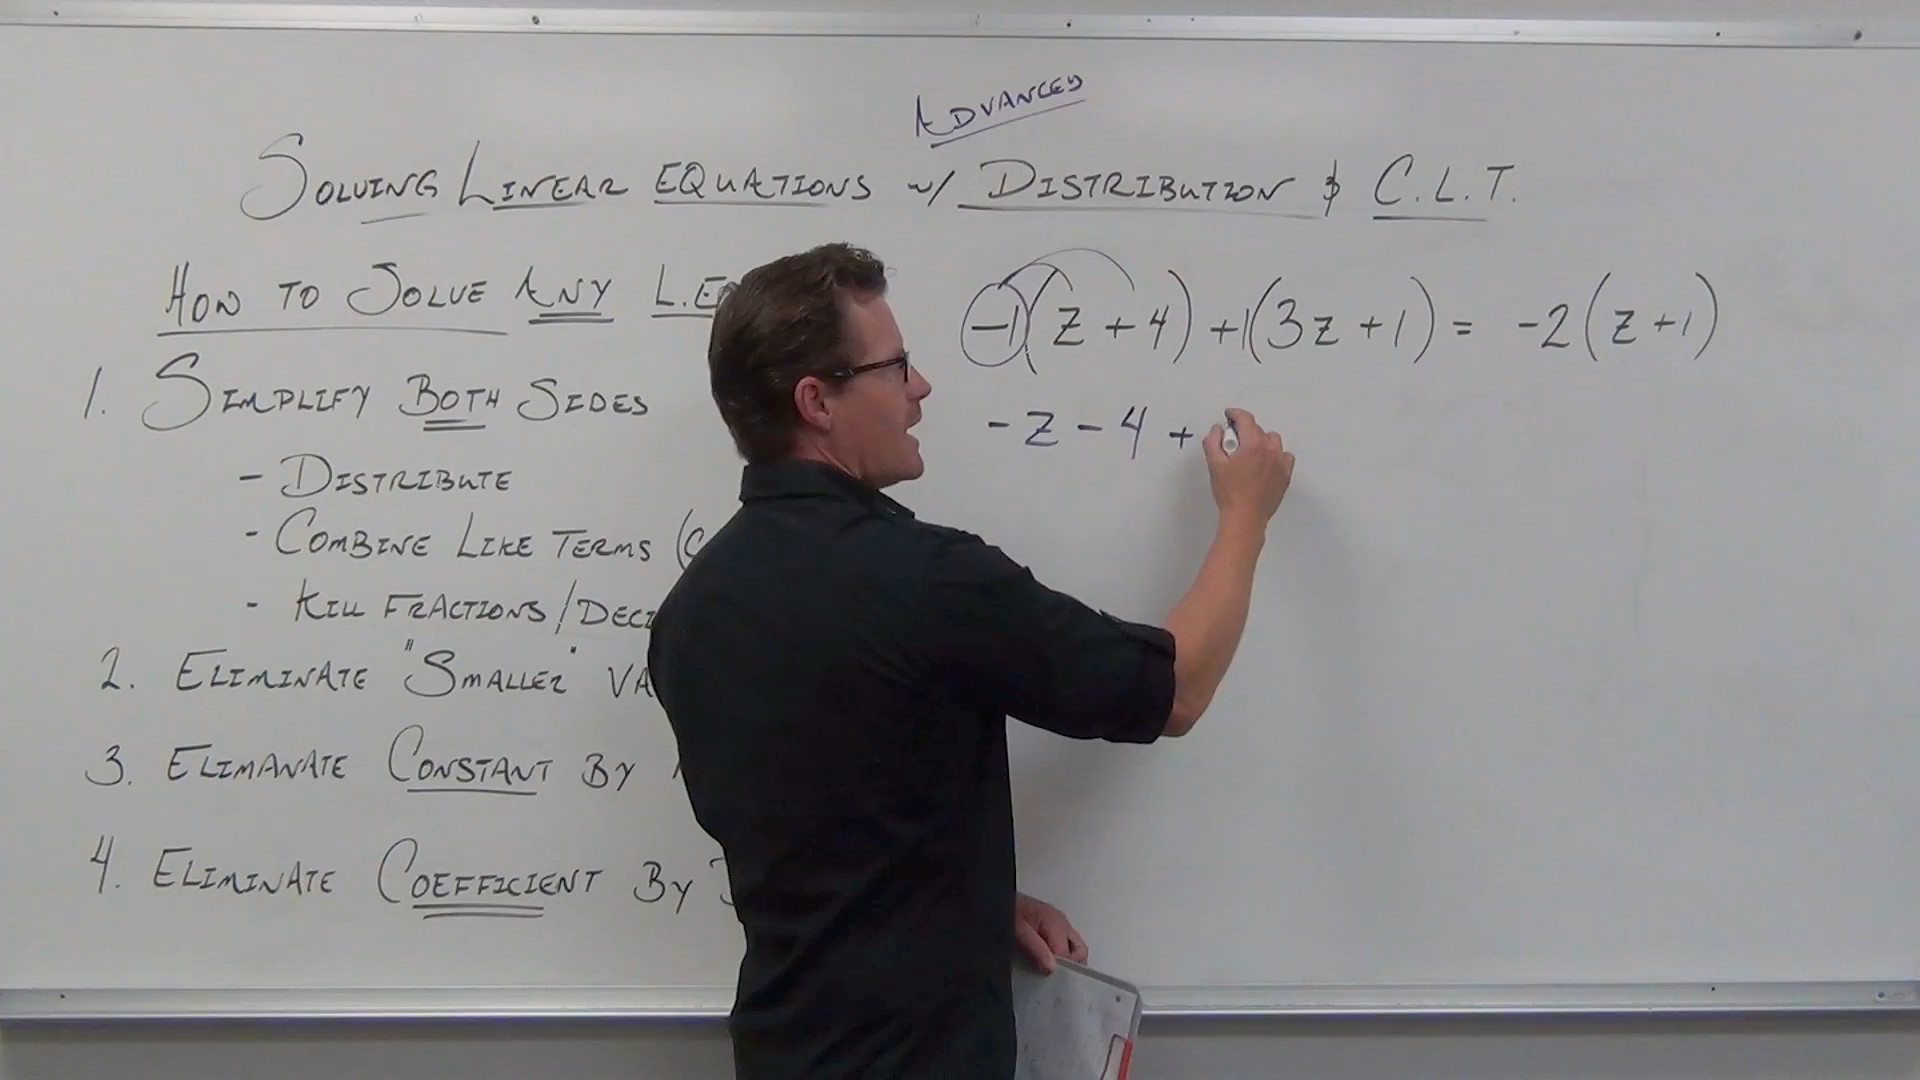 ADVANCED
SOLVING LINEAR EQUATIONS w/ DISTRIBUTION & C.L.T.
HOW TO SOLVE ANY L.E
1. SIMPLIFY BOTH SIDES
- DISTRIBUTE
- COMBINE LIKE TERMS (C
- KILL FRACTIONS/DECI
2. ELIMINATE "SMALLER" VA
3. ELIMANATE CONSTANT BY
4. ELIMINATE COEFFICIENT BY
-1(z+4)+1(3z+1) = -2(z+1)
-z-4+